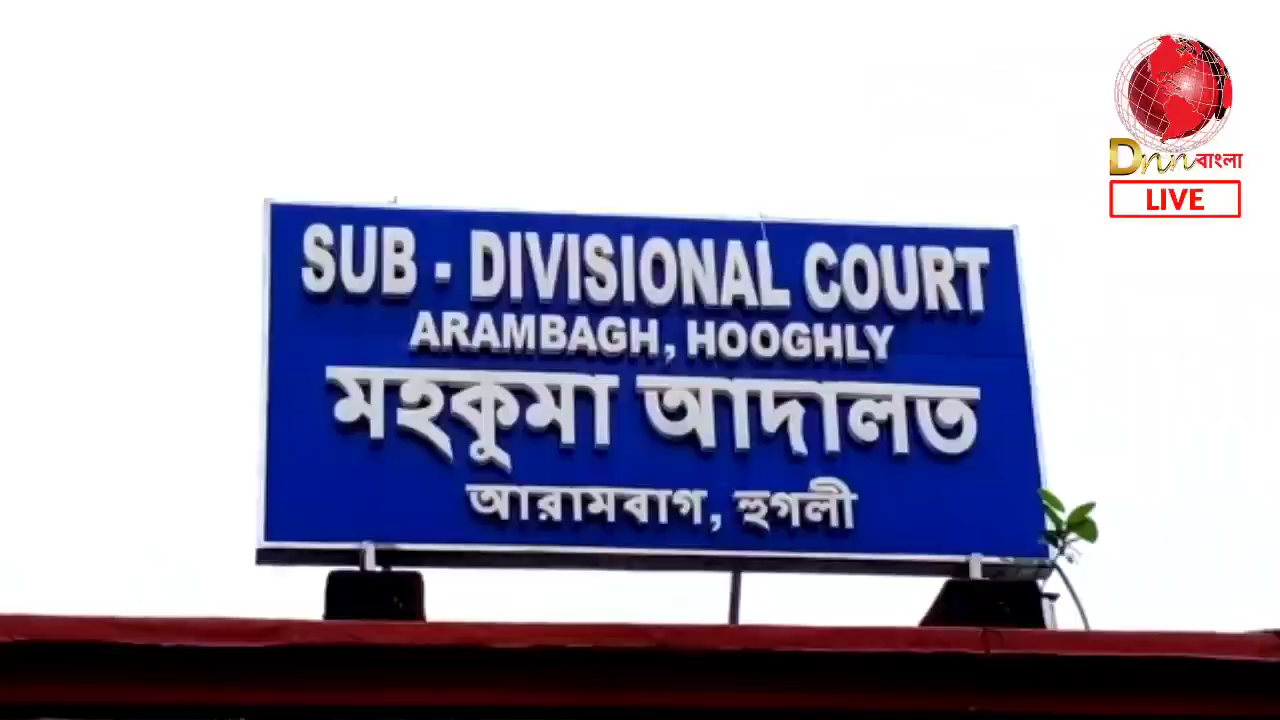 SUB - DIVISIONAL COURT
ARAMBAGH, HOOGHLY
মহকুমা আদালত
আরামবাগ, হুগলী
Dnn বাংলা
LIVE